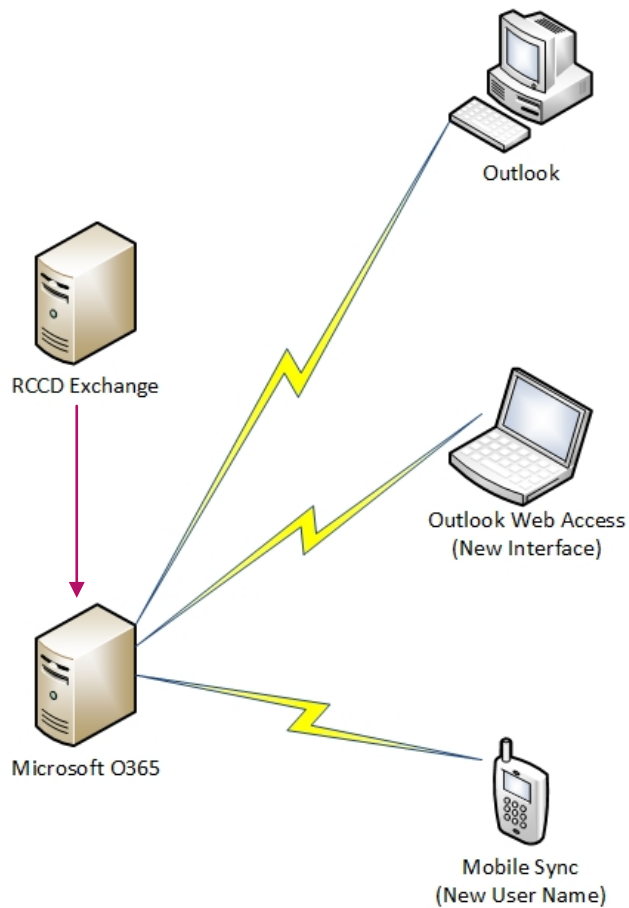 Outlook
RCCD Exchange
Outlook Web Access
(New Interface)
Microsoft O365
Mobile Sync
(New User Name)